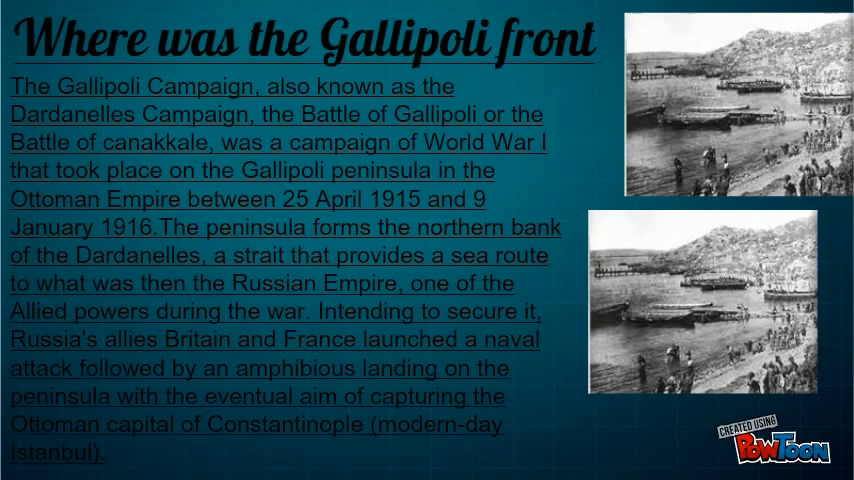 Where was the Gallipoli front
The Gallipoli Campaign, also known as the
Dardanelles Campaign, the Battle of Gallipoli or the
Battle of canakkale, was a campaign of World War I
that took place on the Gallipoli peninsula in the
Ottoman Empire between 25 April 1915 and 9
January 1916.The peninsula forms the northern bank
of the Dardanelles, a strait that provides a sea route
to what was then the Russian Empire, one of the
Allied powers during the war. Intending to secure it,
Russia's allies Britain and France launched a naval
attack followed by an amphibious landing on the
peninsula with the eventual aim of capturing the
Ottoman capital of Constantinople (modern-day
Istanbul).
CREATED USING
POWTOON